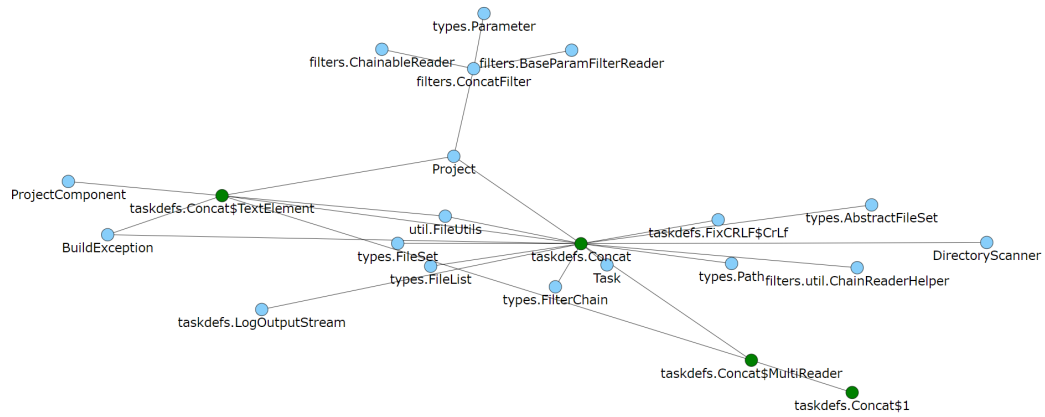 types.Parameter
filters.ChainableReader
filters.BaseParamFilterReader
filters.ConcatFilter
Project
ProjectComponent
taskdefs.Concat$TextElement
types.AbstractFileSet
util.FileUtils
taskdefs.FixCRLF$CrLf
BuildException
types.FileSet
taskdefs.Concat
DirectoryScanner
types.FileList
Task
types.Path
filters.util.ChainReaderHelper
types.FilterChain
taskdefs.LogOutputStream
taskdefs.Concat$MultiReader
taskdefs.Concat$1